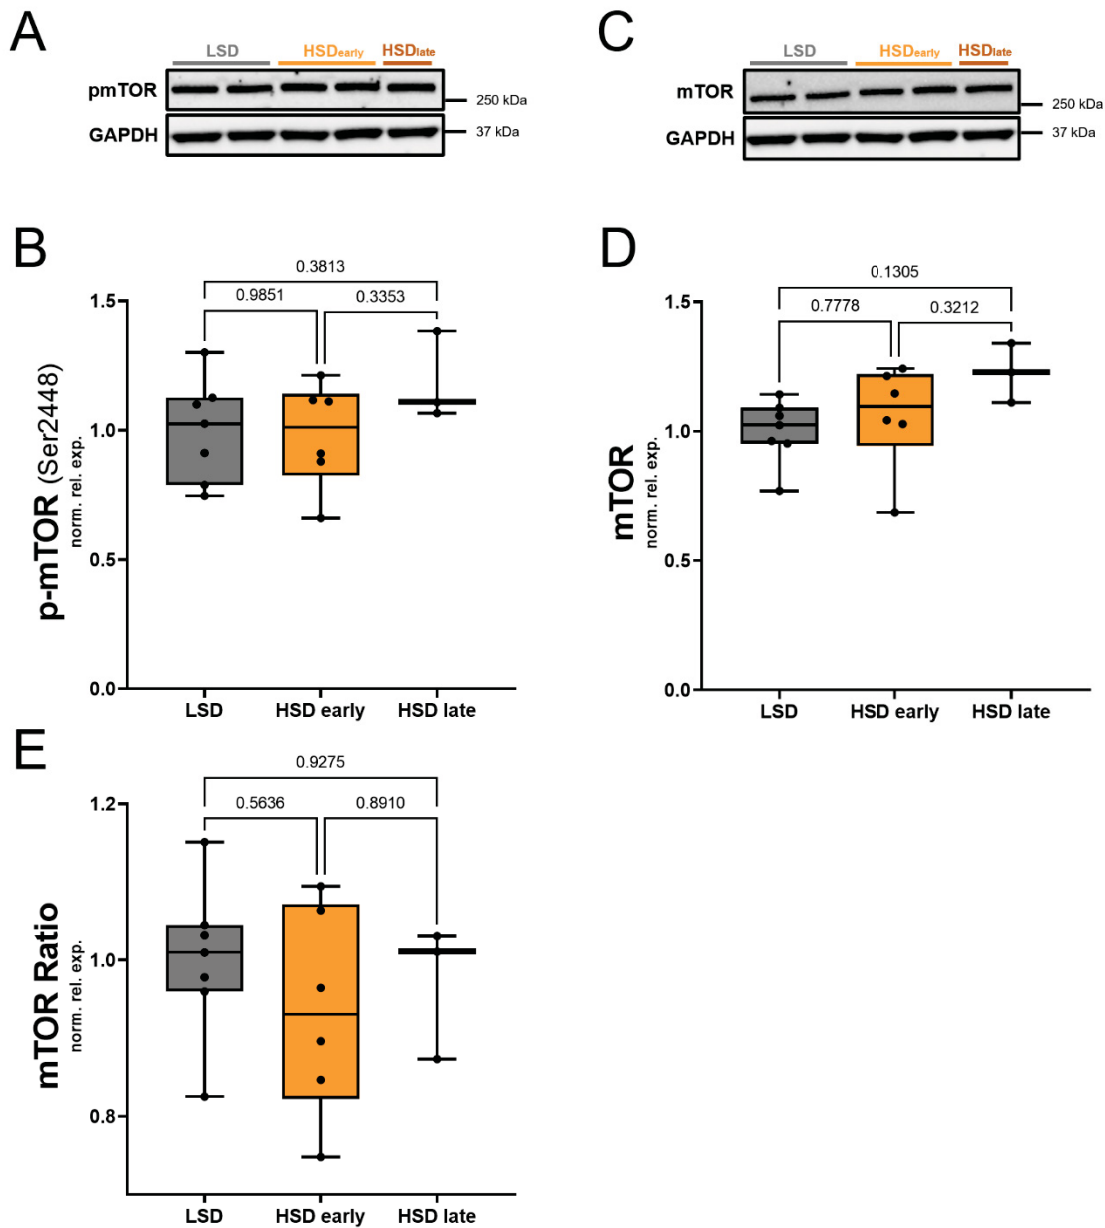 A
LSD HSDearly HSDlate
pmTOR
250 kDa
GAPDH
37 kDa
C
LSD HSDearly HSDlate
mTOR
250 kDa
GAPDH
37 kDa
B
0.3813
0.9851 0.3353
1.5
1.0
0.5
0.0
p-mTOR (Ser2448)
norm. rel. exp.
LSD HSD early HSD late
D
0.1305
0.7778 0.3212
1.5
1.0
0.5
0.0
mTOR
norm. rel. exp.
LSD HSD early HSD late
E
0.9275
0.5636 0.8910
1.2
1.0
0.8
mTOR Ratio
norm. rel. exp.
LSD HSD early HSD late